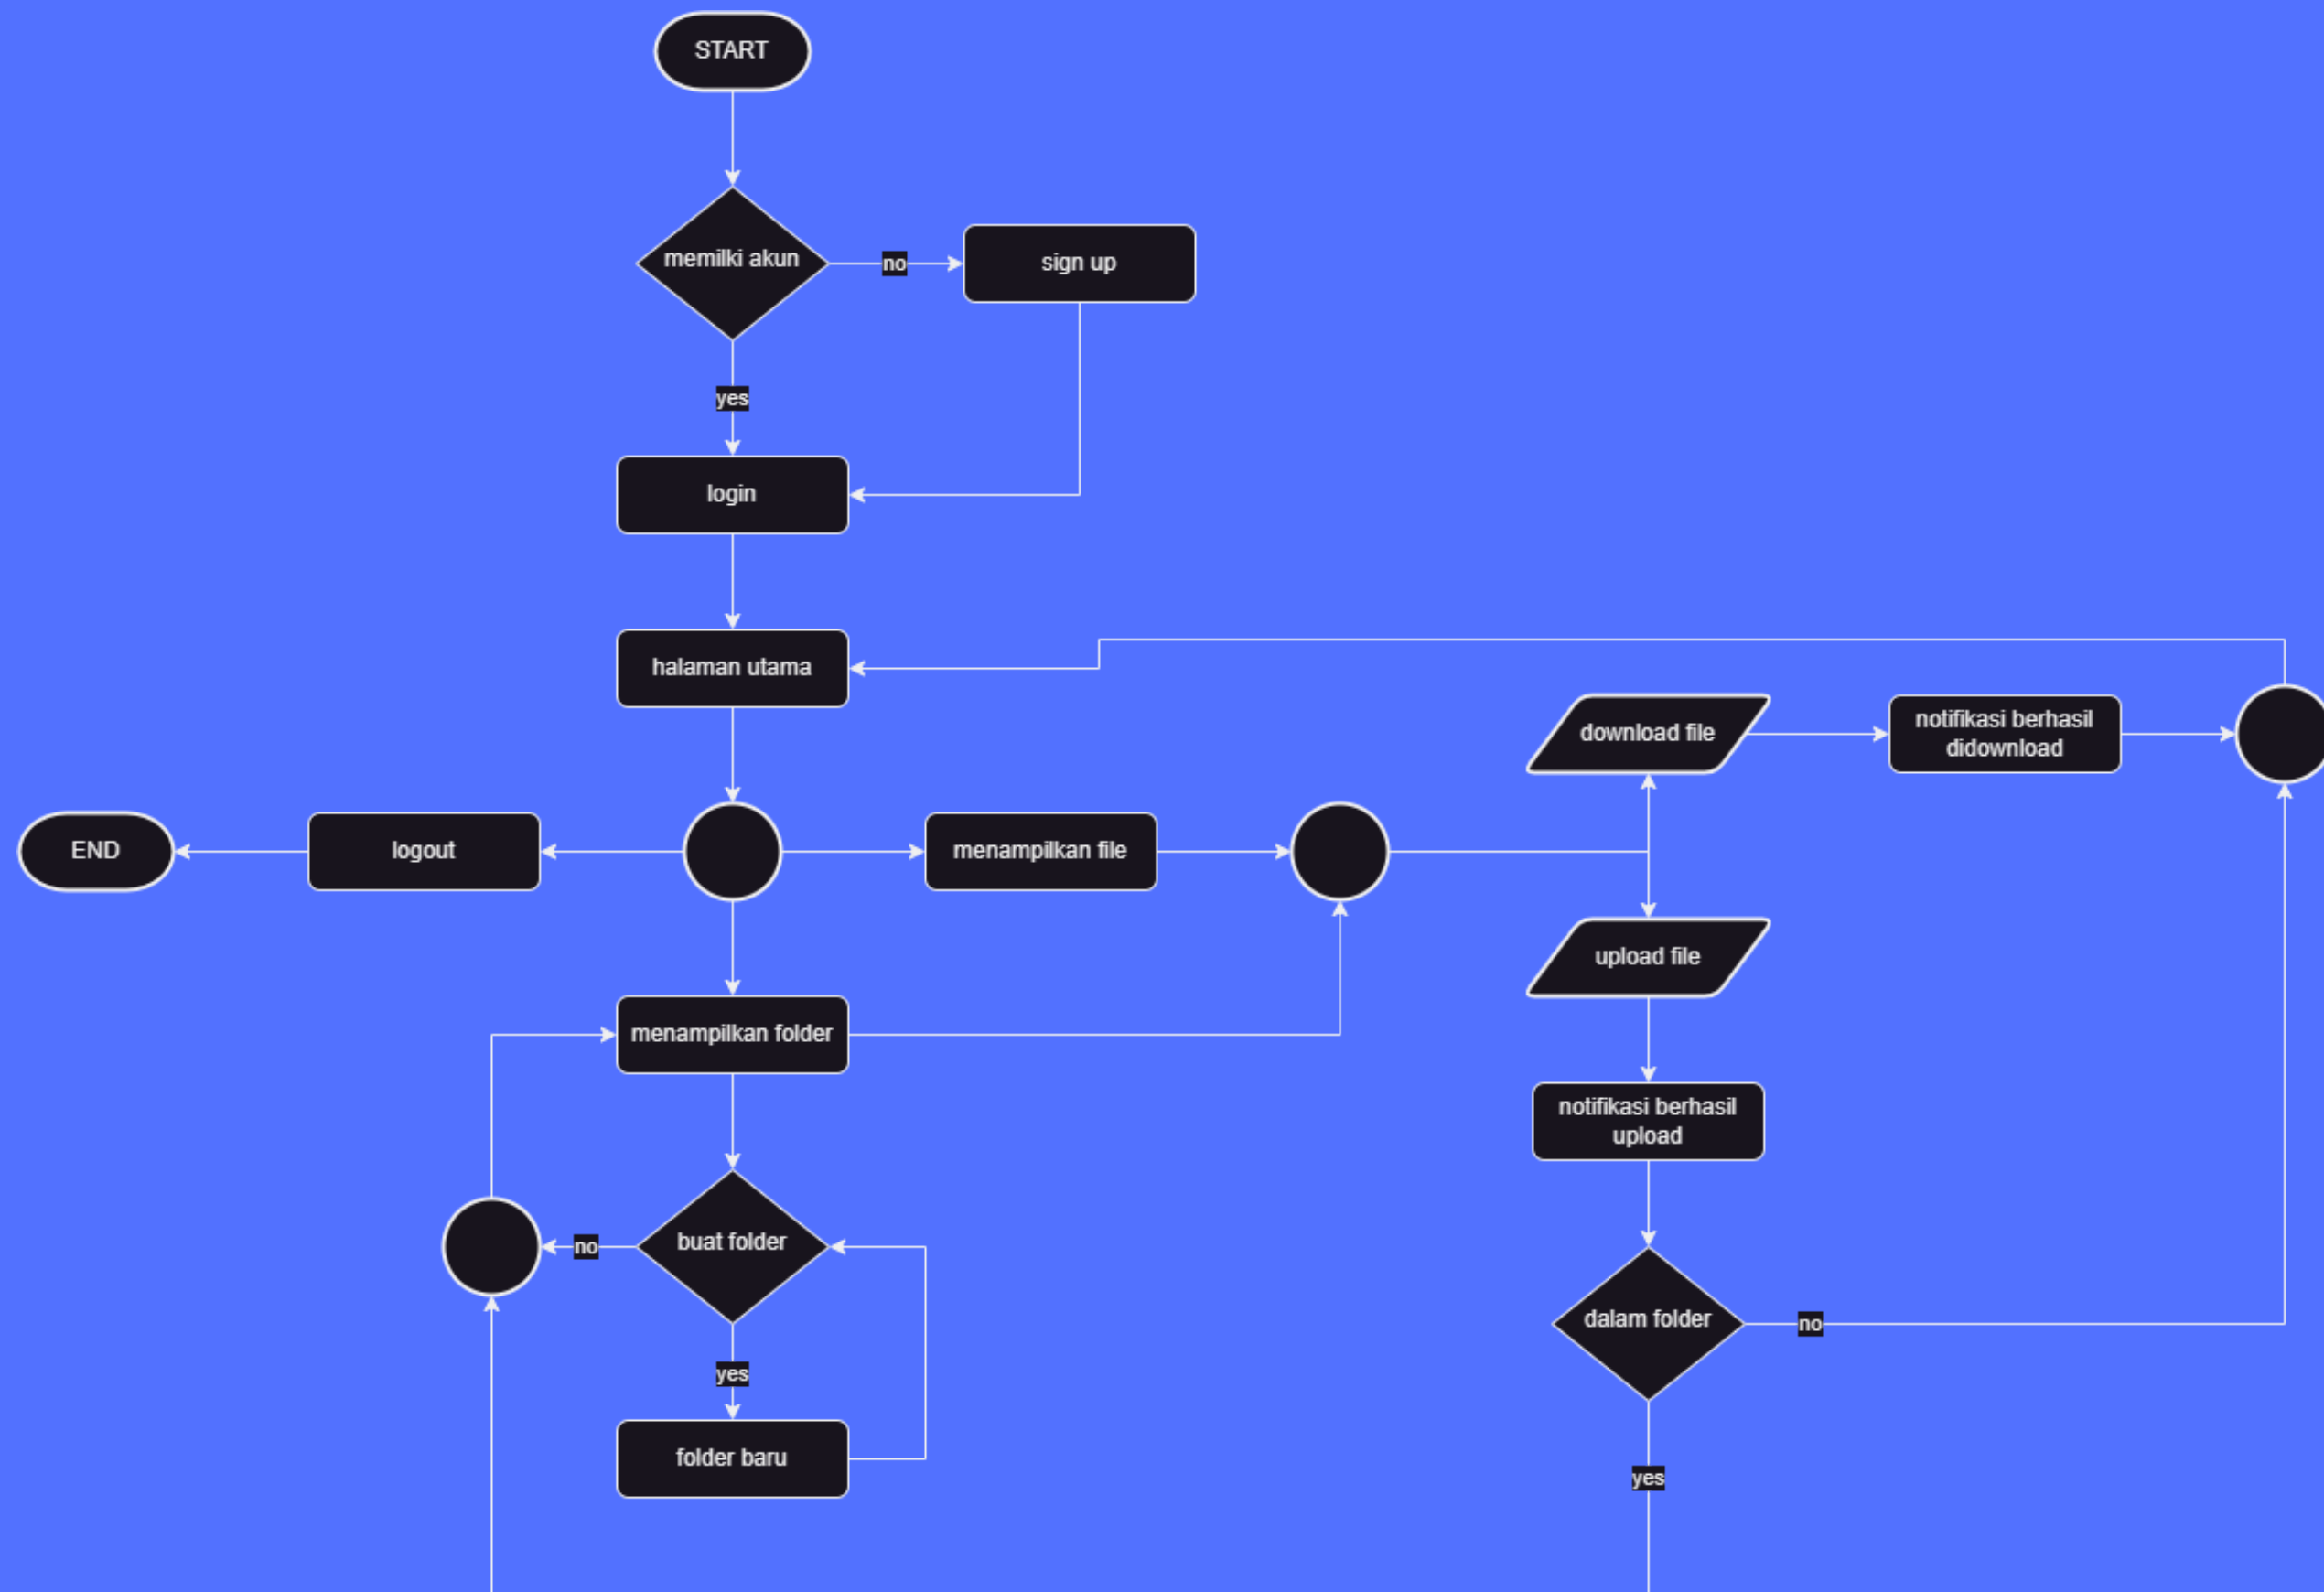 START
memilki akun
no
sign up
yes
login
halaman utama
download file
notifikasi berhasil
didownload
END
logout
menampilkan file
upload file
menampilkan folder
notifikasi berhasil
upload
buat folder
no
dalam folder
no
yes
folder baru
yes